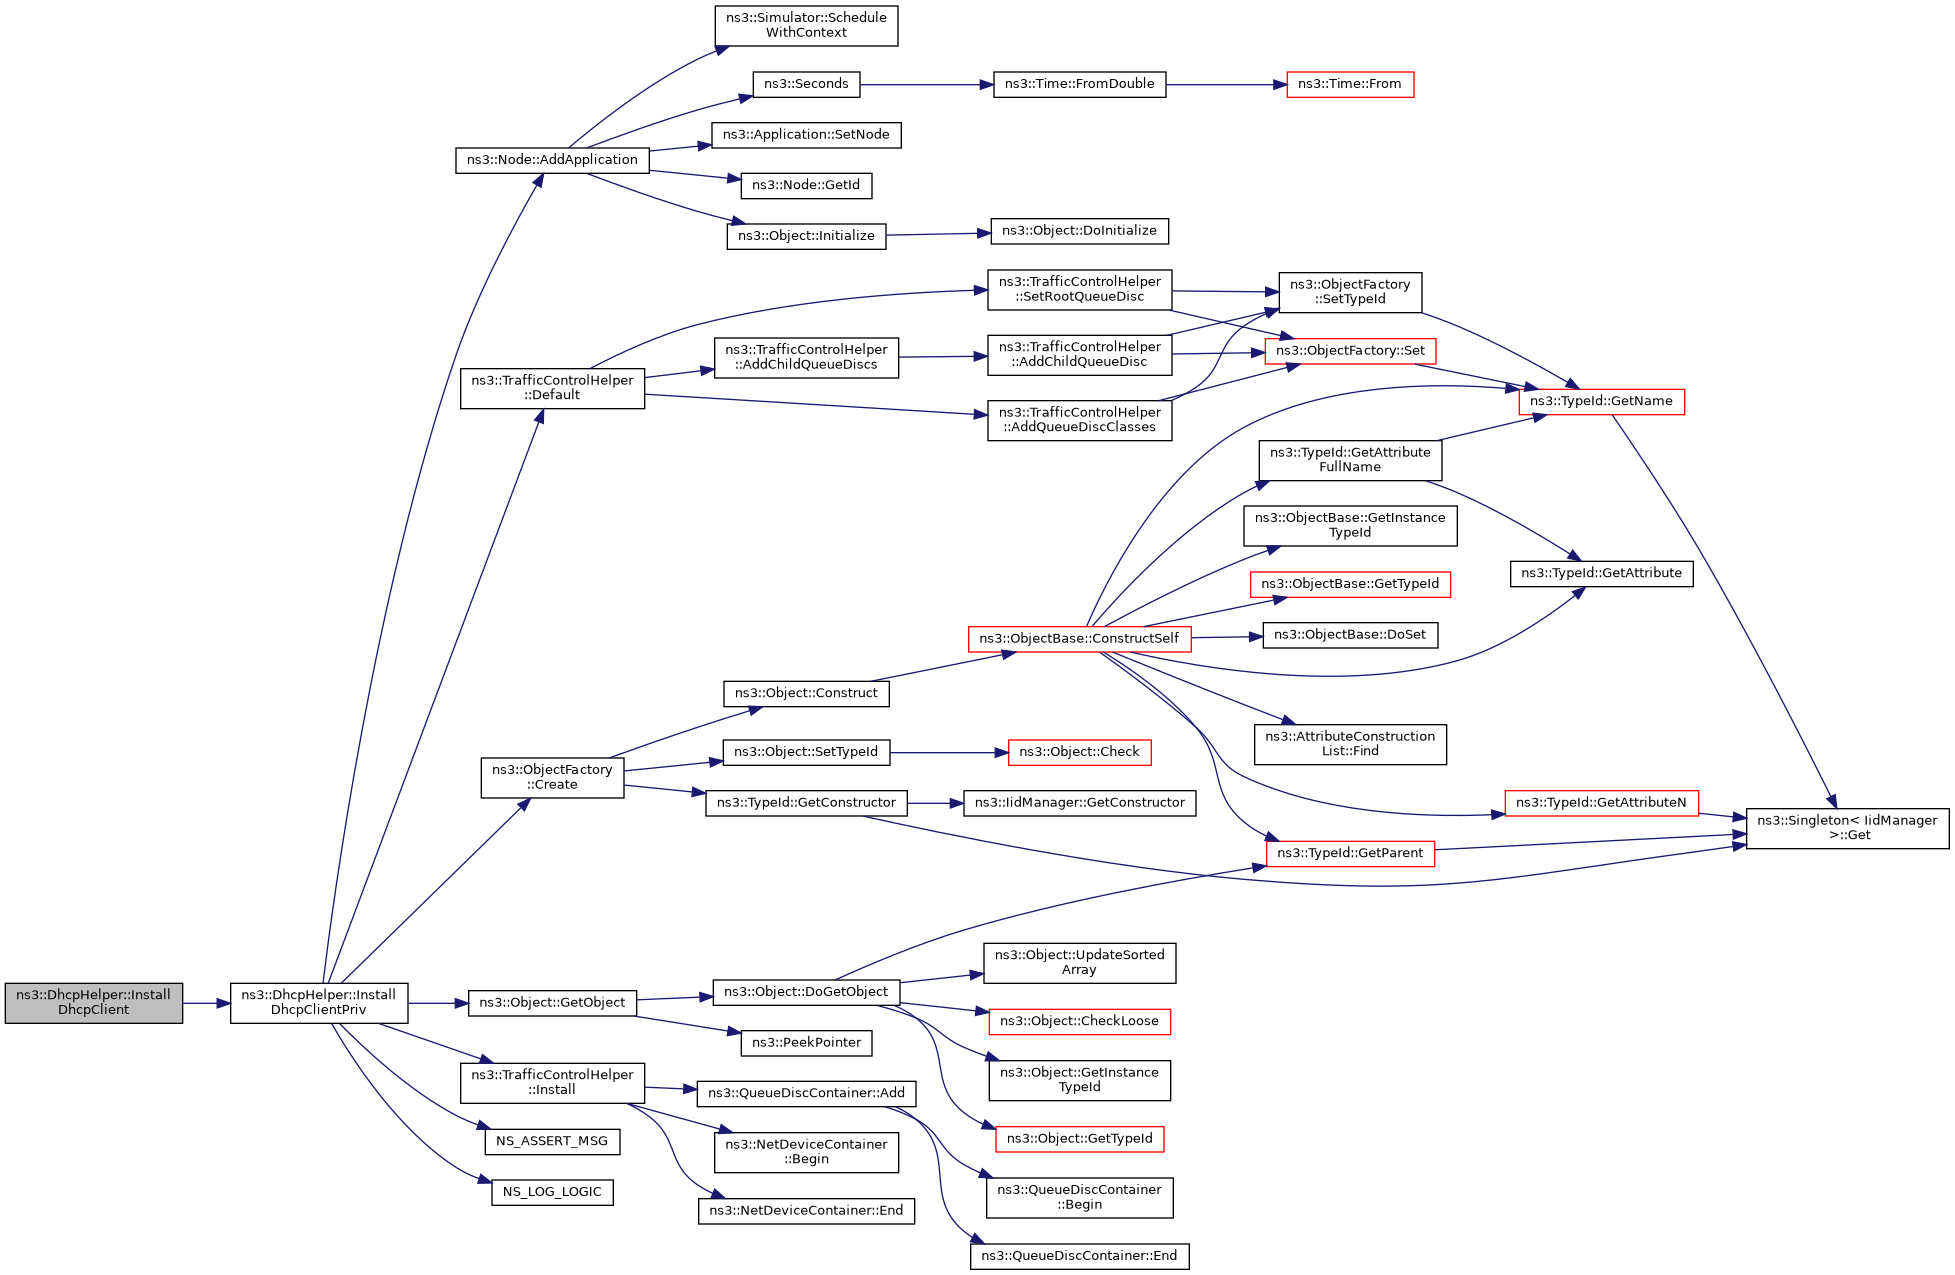 ns3::Simulator::Schedule
WithContext
ns3::Seconds
ns3::Time::FromDouble
ns3::Time::From
ns3::Application::SetNode
ns3::Node::AddApplication
ns3::Node::GetId
ns3::Object::Initialize
ns3::Object::DoInitialize
ns3::TrafficControlHelper
::SetRootQueueDisc
ns3::ObjectFactory
::SetTypeId
ns3::TrafficControlHelper
::AddChildQueueDiscs
ns3::TrafficControlHelper
::AddChildQueueDisc
ns3::ObjectFactory::Set
ns3::TrafficControlHelper
::Default
ns3::TrafficControlHelper
::AddQueueDiscClasses
ns3::TypeId::GetName
ns3::TypeId::GetAttribute
FullName
ns3::ObjectBase::GetInstance
TypeId
ns3::TypeId::GetAttribute
ns3::ObjectBase::GetTypeId
ns3::ObjectBase::ConstructSelf
ns3::ObjectBase::DoSet
ns3::Object::Construct
ns3::AttributeConstruction
List::Find
ns3::Object::SetTypeId
ns3::Object::Check
ns3::ObjectFactory
::Create
ns3::TypeId::GetConstructor
ns3::IidManager::GetConstructor
ns3::TypeId::GetAttributeN
ns3::Singleton< IidManager
>::Get
ns3::TypeId::GetParent
ns3::DhcpHelper::Install
DhcpClient
ns3::DhcpHelper::Install
DhcpClientPriv
ns3::Object::GetObject
ns3::Object::DoGetObject
ns3::Object::UpdateSorted
Array
ns3::Object::CheckLoose
ns3::PeekPointer
ns3::Object::GetInstance
TypeId
ns3::TrafficControlHelper
::Install
ns3::QueueDiscContainer::Add
ns3::Object::GetTypeId
NS_ASSERT_MSG
ns3::NetDeviceContainer
::Begin
NS_LOG_LOGIC
ns3::NetDeviceContainer::End
ns3::QueueDiscContainer
::Begin
ns3::QueueDiscContainer::End